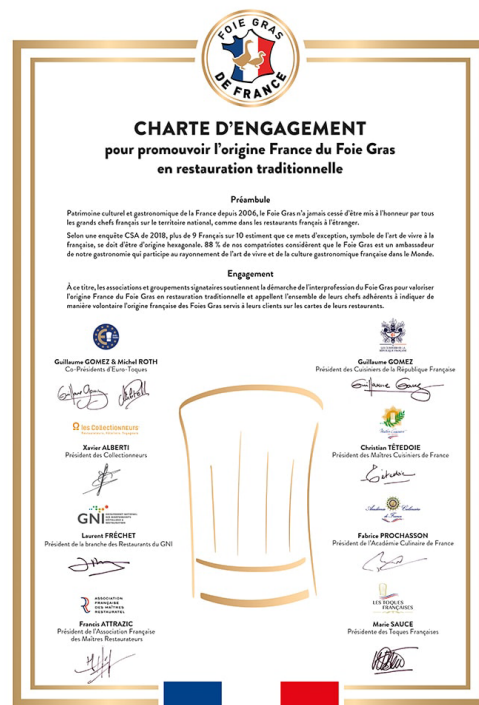 FOIE GRAS
DE FRANCE
CHARTE D'ENGAGEMENT
pour promouvoir l'origine France du Foie Gras
en restauration traditionnelle
Préambule
Patrimoine culturel et gastronomique de la France depuis 2006, le Foie Gras n'a jamais cessé d'être mis à l'honneur par tous
les grands chefs français sur le territoire national, comme dans les restaurants français à l'étranger.
Selon une enquête CSA de 2018, plus de 9 Français sur 10 estiment que ce mets d'exception, symbole de l'art de vivre à la
française, se doit d'être d'origine hexagonale. 88 % de nos compatriotes considèrent que le Foie Gras est un ambassadeur
de notre gastronomie qui participe au rayonnement de l'art de vivre et de la culture gastronomique française dans le Monde.
Engagement
À ce titre, les associations et groupements signataires soutiennent la démarche de l'interprofession du Foie Gras pour valoriser
l'origine France du Foie Gras en restauration traditionnelle et appellent l'ensemble de leurs chefs adhérents à indiquer de
manière volontaire l'origine française des Foies Gras servis à leurs clients sur les cartes de leurs restaurants.
Guillaume GOMEZ & Michel ROTH
Co-Présidents d'Euro-Toques
Guillaume GOMEZ
Président des Cuisiniers de la République Française
les Collectionneurs
Xavier ALBERTI
Président des Collectionneurs
Christian TÊTEDOIE
Président des Maîtres Cuisiniers de France
GNI
Laurent FRÉCHET
Président de la branche des Restaurants du GNI
Académie Culinaire
de France
Fabrice PROCHASSON
Président de l'Académie Culinaire de France
ASSOCIATION
FRANÇAISE
DES MAÎTRES
RESTAURATEURS
Francis ATTRAZIC
Président de l'Association Française
des Maîtres Restaurateurs
LES TOQUES
FRANÇAISES
Marie SAUCE
Présidente des Toques Françaises